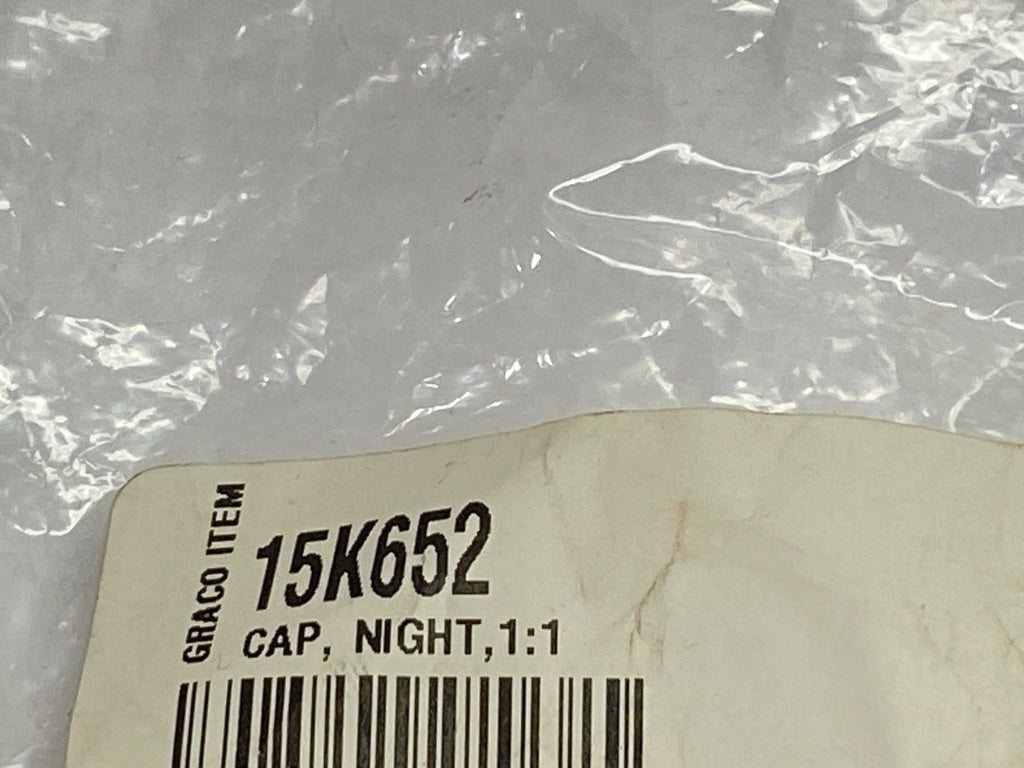 GRACO ITEM
15K652
CAP, NIGHT,1:1